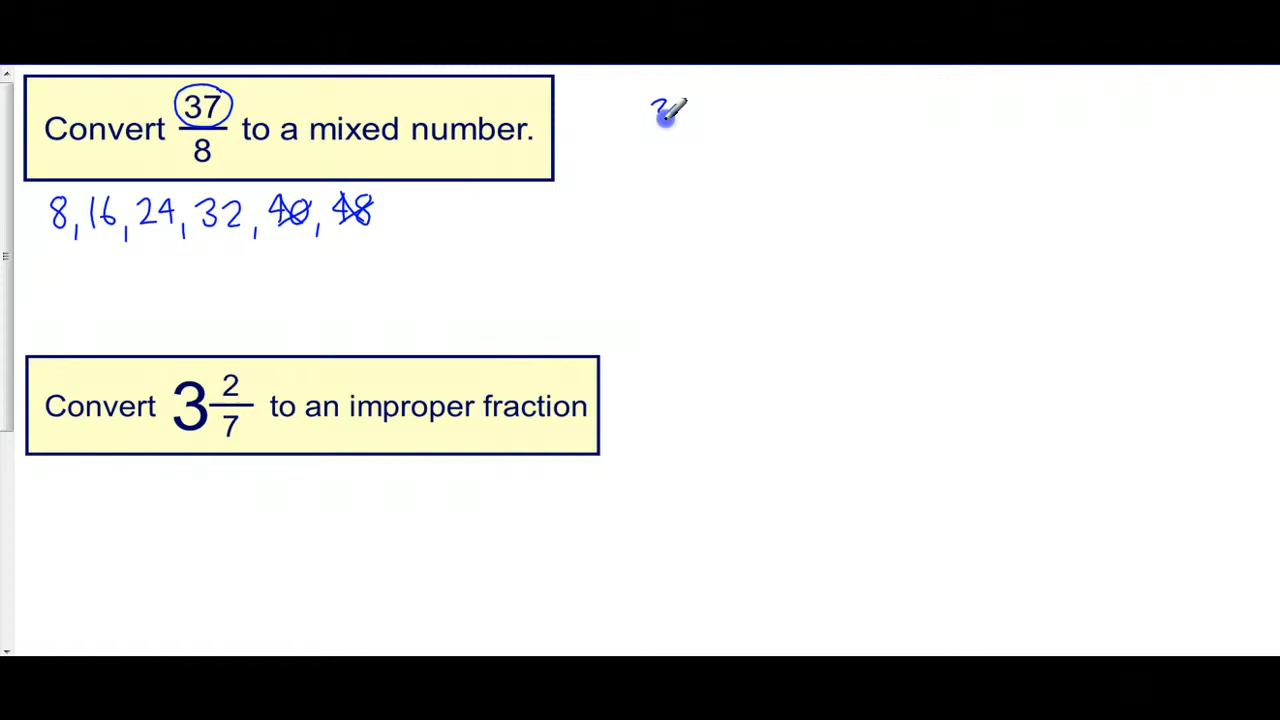 Convert 37/8 to a mixed number.
8, 16, 24, 32, 40, 48
Convert 3 2/7 to an improper fraction